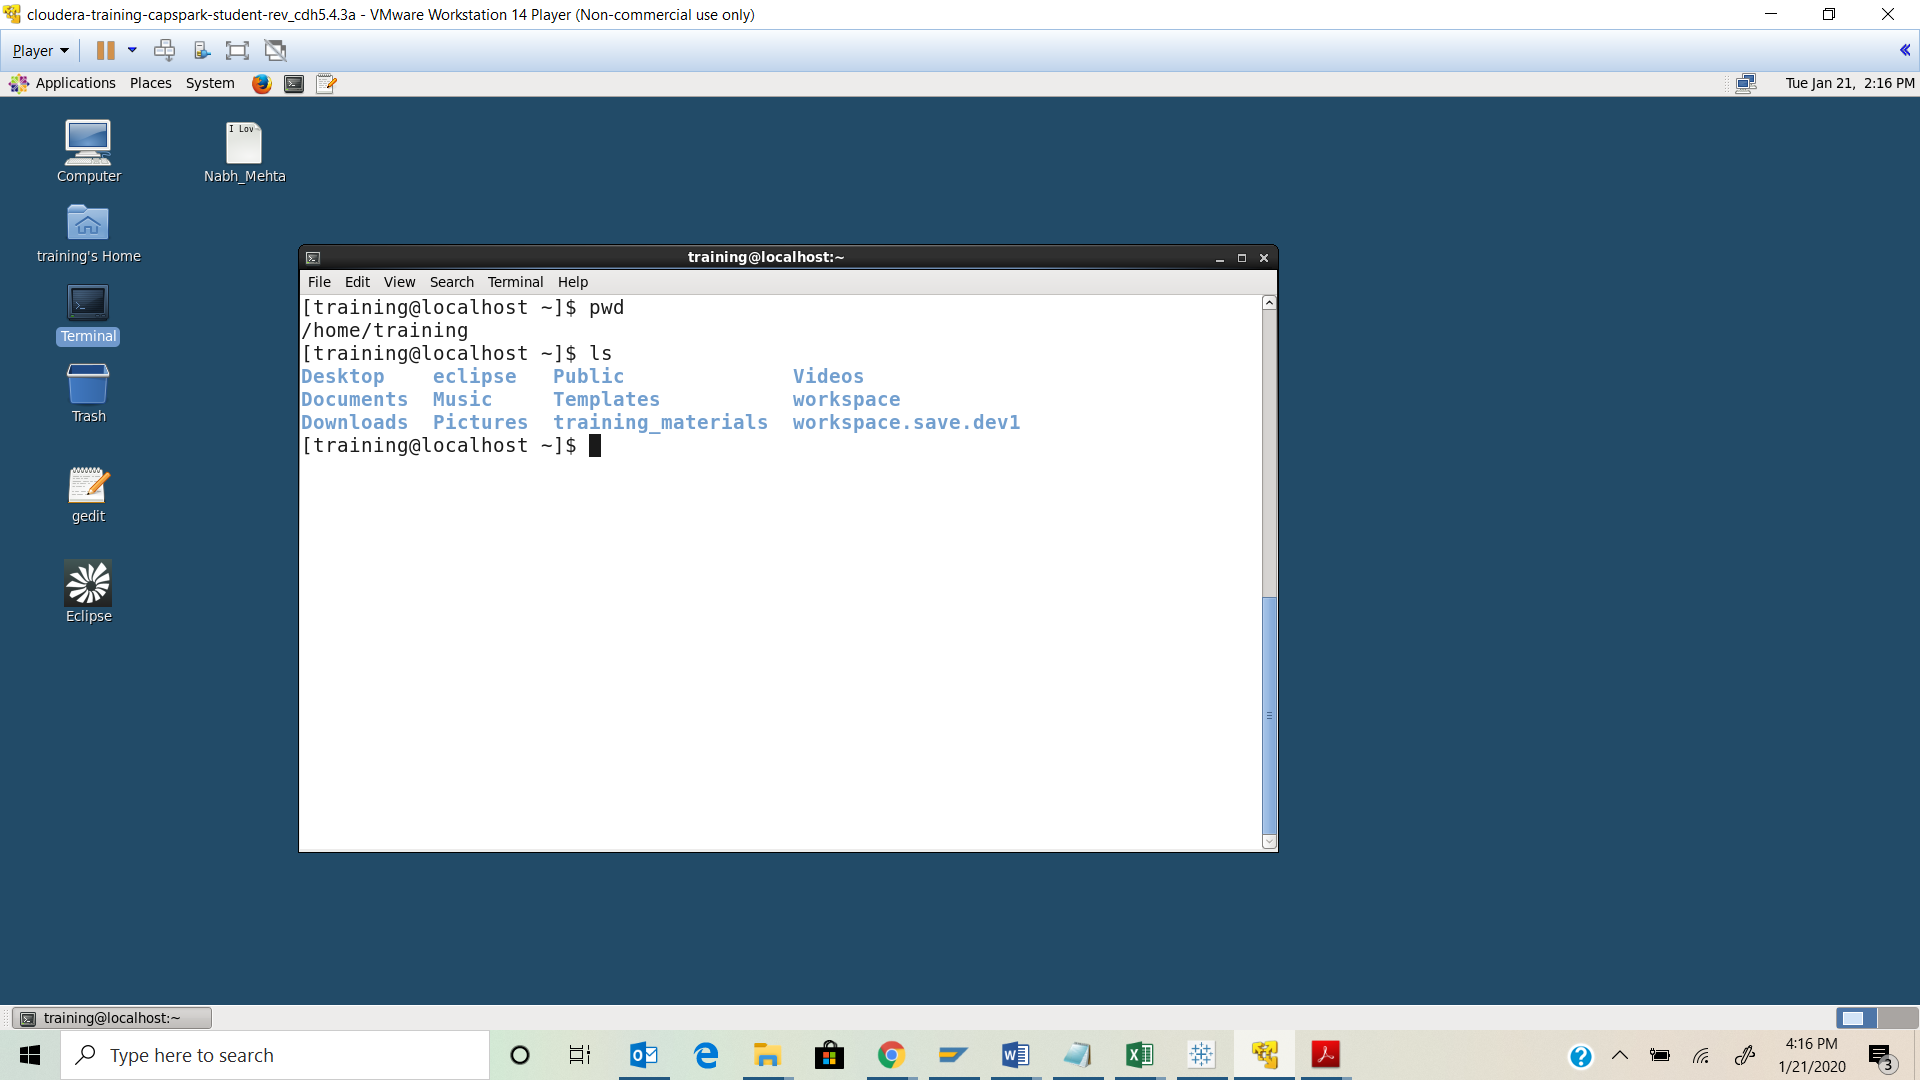 cloudera-training-capspark-student-rev_cdh5.4.3a - VMware Workstation 14 Player (Non-commercial use only)
Player
Applications Places System Tue Jan 21, 2:16 PM
I Lov
Computer
Nabh_Mehta
training's Home
Terminal
Trash
gedit
Eclipse
training@localhost:~
File Edit View Search Terminal Help
[training@localhost ~]$ pwd
/home/training
[training@localhost ~]$ ls
Desktop eclipse Public Videos
Documents Music Templates workspace
Downloads Pictures training_materials workspace.save.dev1
[training@localhost ~]$
training@localhost:~
Type here to search
4:16 PM
1/21/2020
3